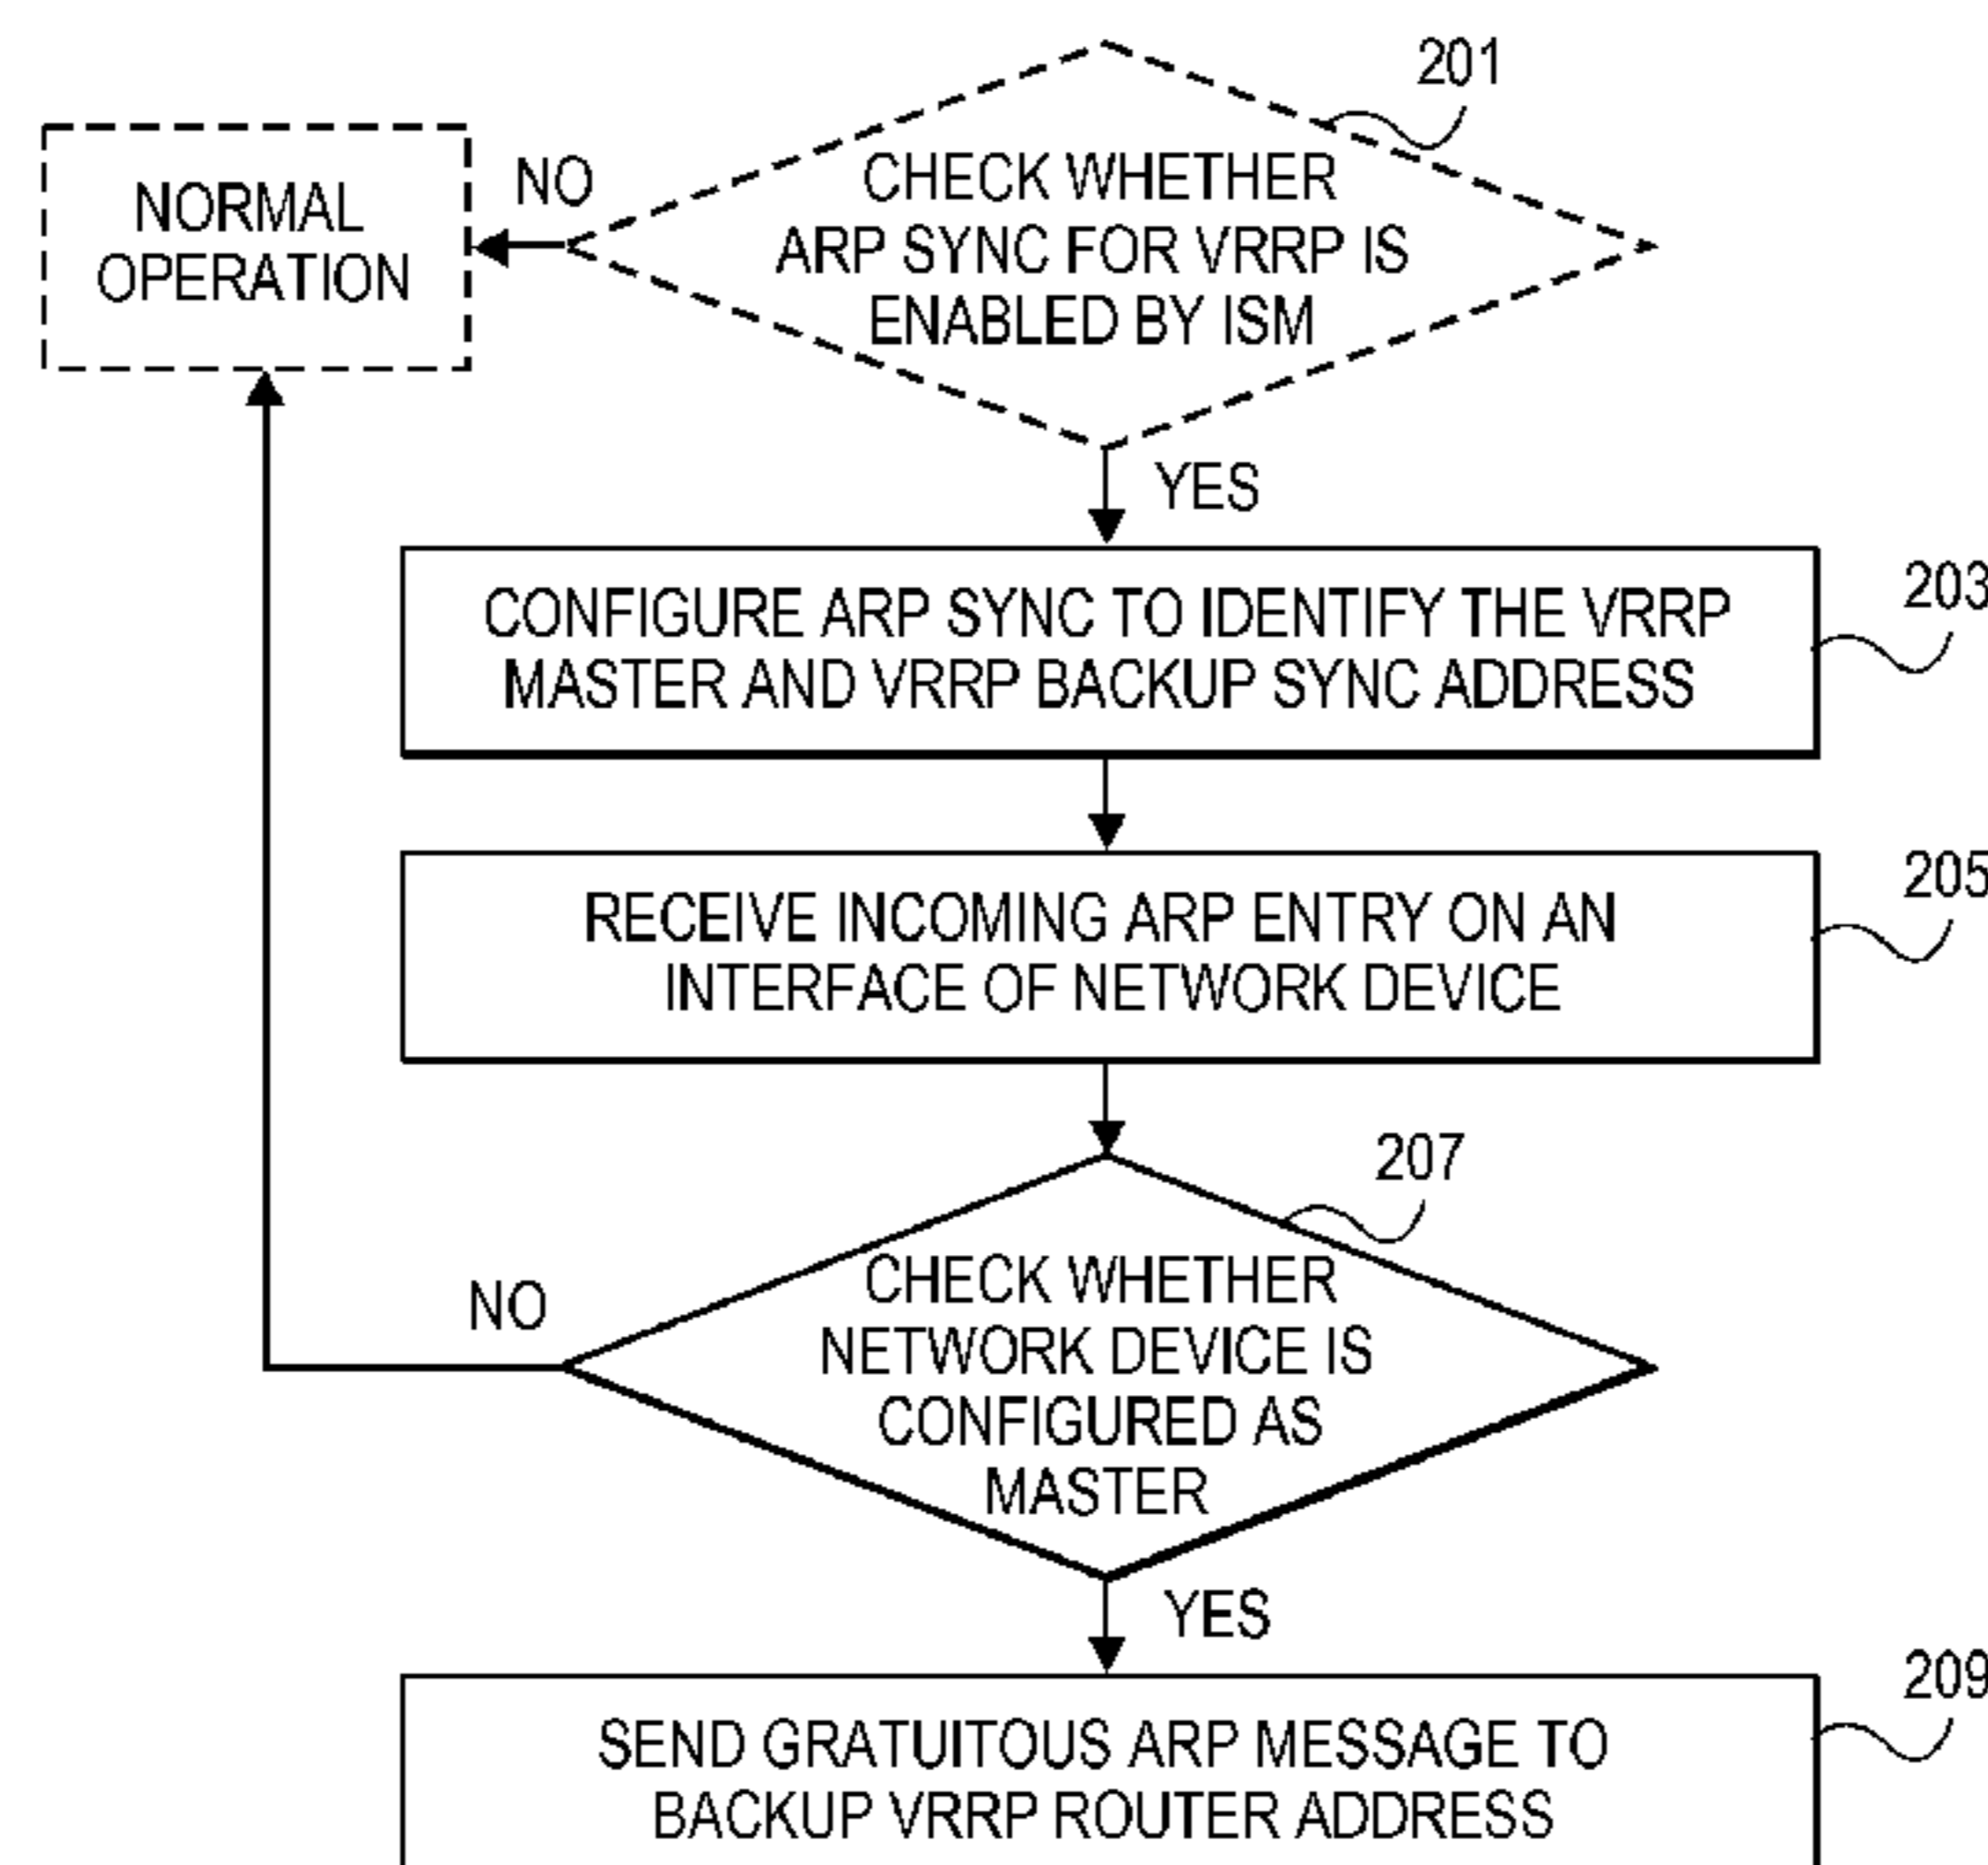 201
CHECK WHETHER
ARP SYNC FOR VRRP IS
ENABLED BY ISM
NO
NORMAL
OPERATION
YES
CONFIGURE ARP SYNC TO IDENTIFY THE VRRP
MASTER AND VRRP BACKUP SYNC ADDRESS
203
RECEIVE INCOMING ARP ENTRY ON AN
INTERFACE OF NETWORK DEVICE
205
207
CHECK WHETHER
NETWORK DEVICE IS
CONFIGURED AS
MASTER
NO
YES
SEND GRATUITOUS ARP MESSAGE TO
BACKUP VRRP ROUTER ADDRESS
209